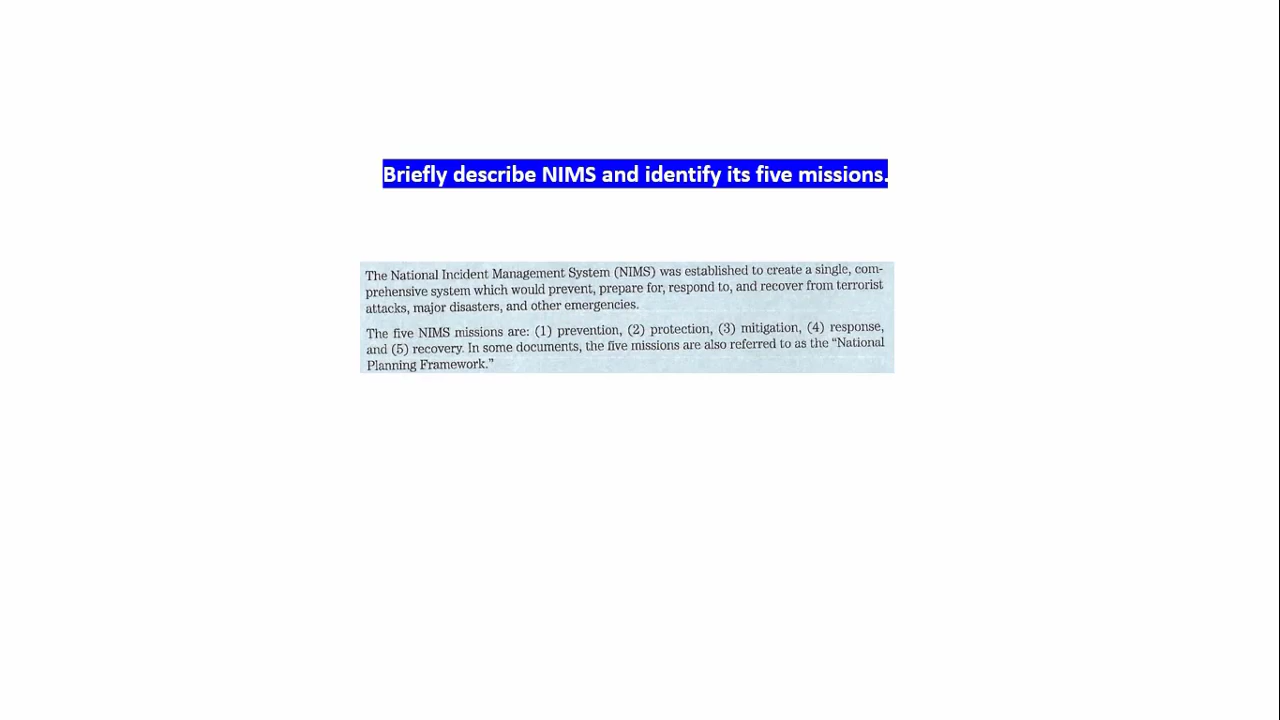 Briefly describe NIMS and identify its five missions.
The National Incident Management System (NIMS) was established to create a single, com-
prehensive system which would prevent, prepare for, respond to, and recover from terrorist
attacks, major disasters, and other emergencies.
The five NIMS missions are: (1) prevention, (2) protection, (3) mitigation, (4) response,
and (5) recovery. In some documents, the five missions are also referred to as the “National
Planning Framework.”